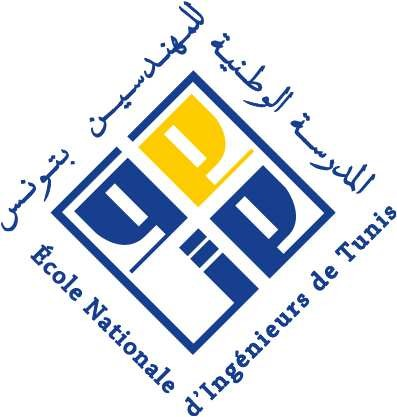 المدرسة الوطنية للمهندسين بتونس
École Nationale
d'Ingénieurs de Tunis